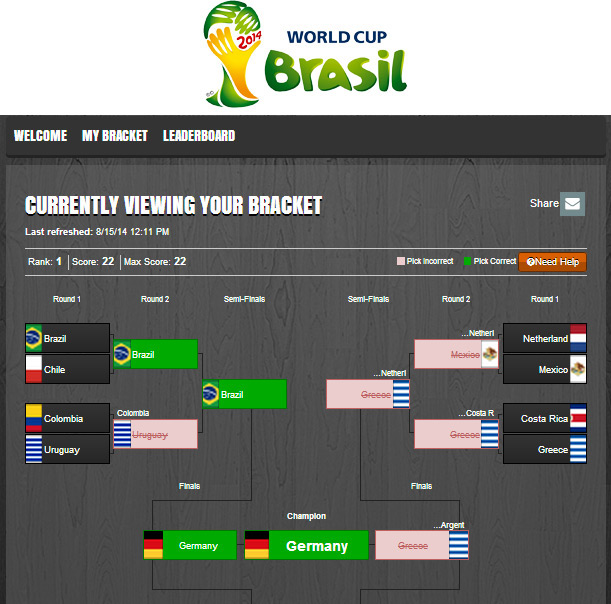 2014
WORLD CUP
Brasil
WELCOME MY BRACKET LEADERBOARD
CURRENTLY VIEWING YOUR BRACKET
Share
Last refreshed: 8/15/14 12:11 PM
Rank: 1 Score: 22 Max Score: 22 Pick Incorrect Pick Correct Need Help
Round 1 Round 2 Semi-Finals Semi-Finals Round 2 Round 1
Brazil ...Netherl Netherland
Brazil Mexico
Chile ...Netherl Mexico
Brazil Greece
Colombia Colombia ...Costa R Costa Rica
Uruguay Greece
Uruguay Greece
Finals Finals
Champion
...Argent
Germany Germany Greece